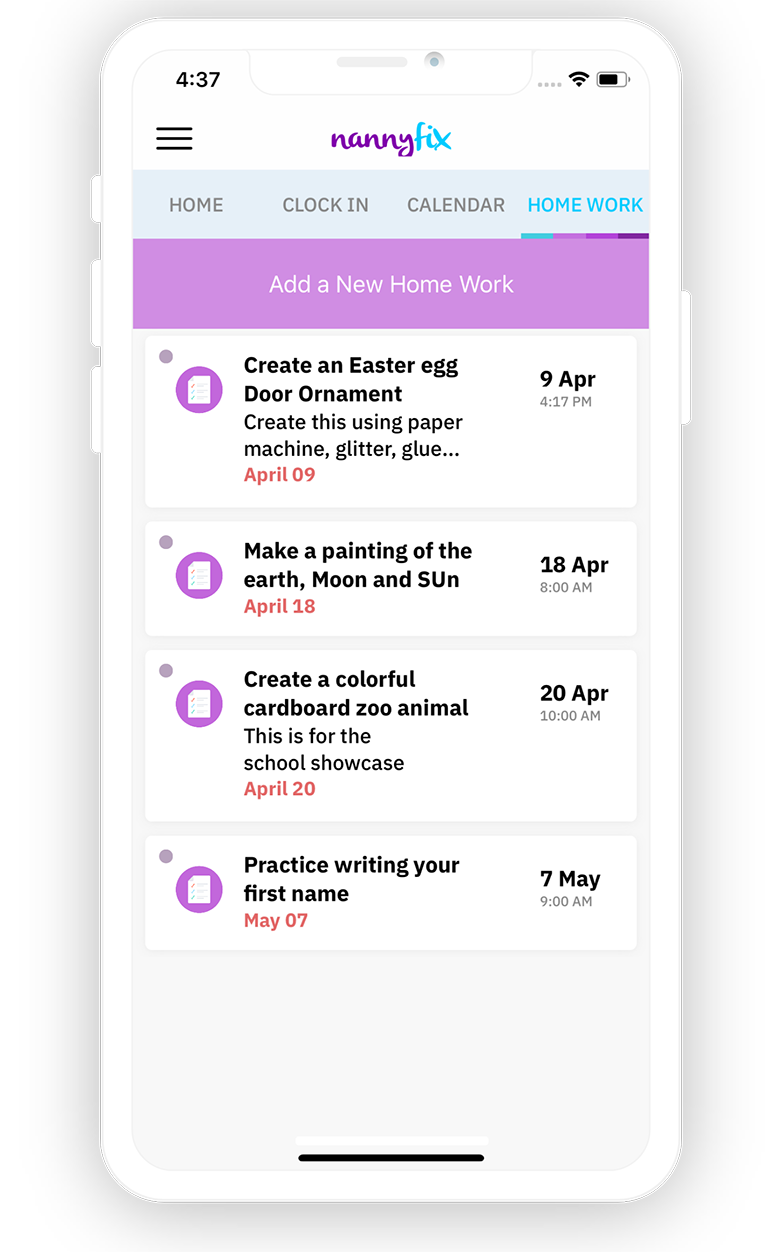 4:37
nannyfix
HOME CLOCK IN CALENDAR HOME WORK
Add a New Home Work
Create an Easter egg
Door Ornament
Create this using paper
machine, glitter, glue...
April 09
9 Apr
4:17 PM
Make a painting of the
earth, Moon and SUn
April 18
18 Apr
8:00 AM
Create a colorful
cardboard zoo animal
This is for the
school showcase
April 20
20 Apr
10:00 AM
Practice writing your
first name
May 07
7 May
9:00 AM